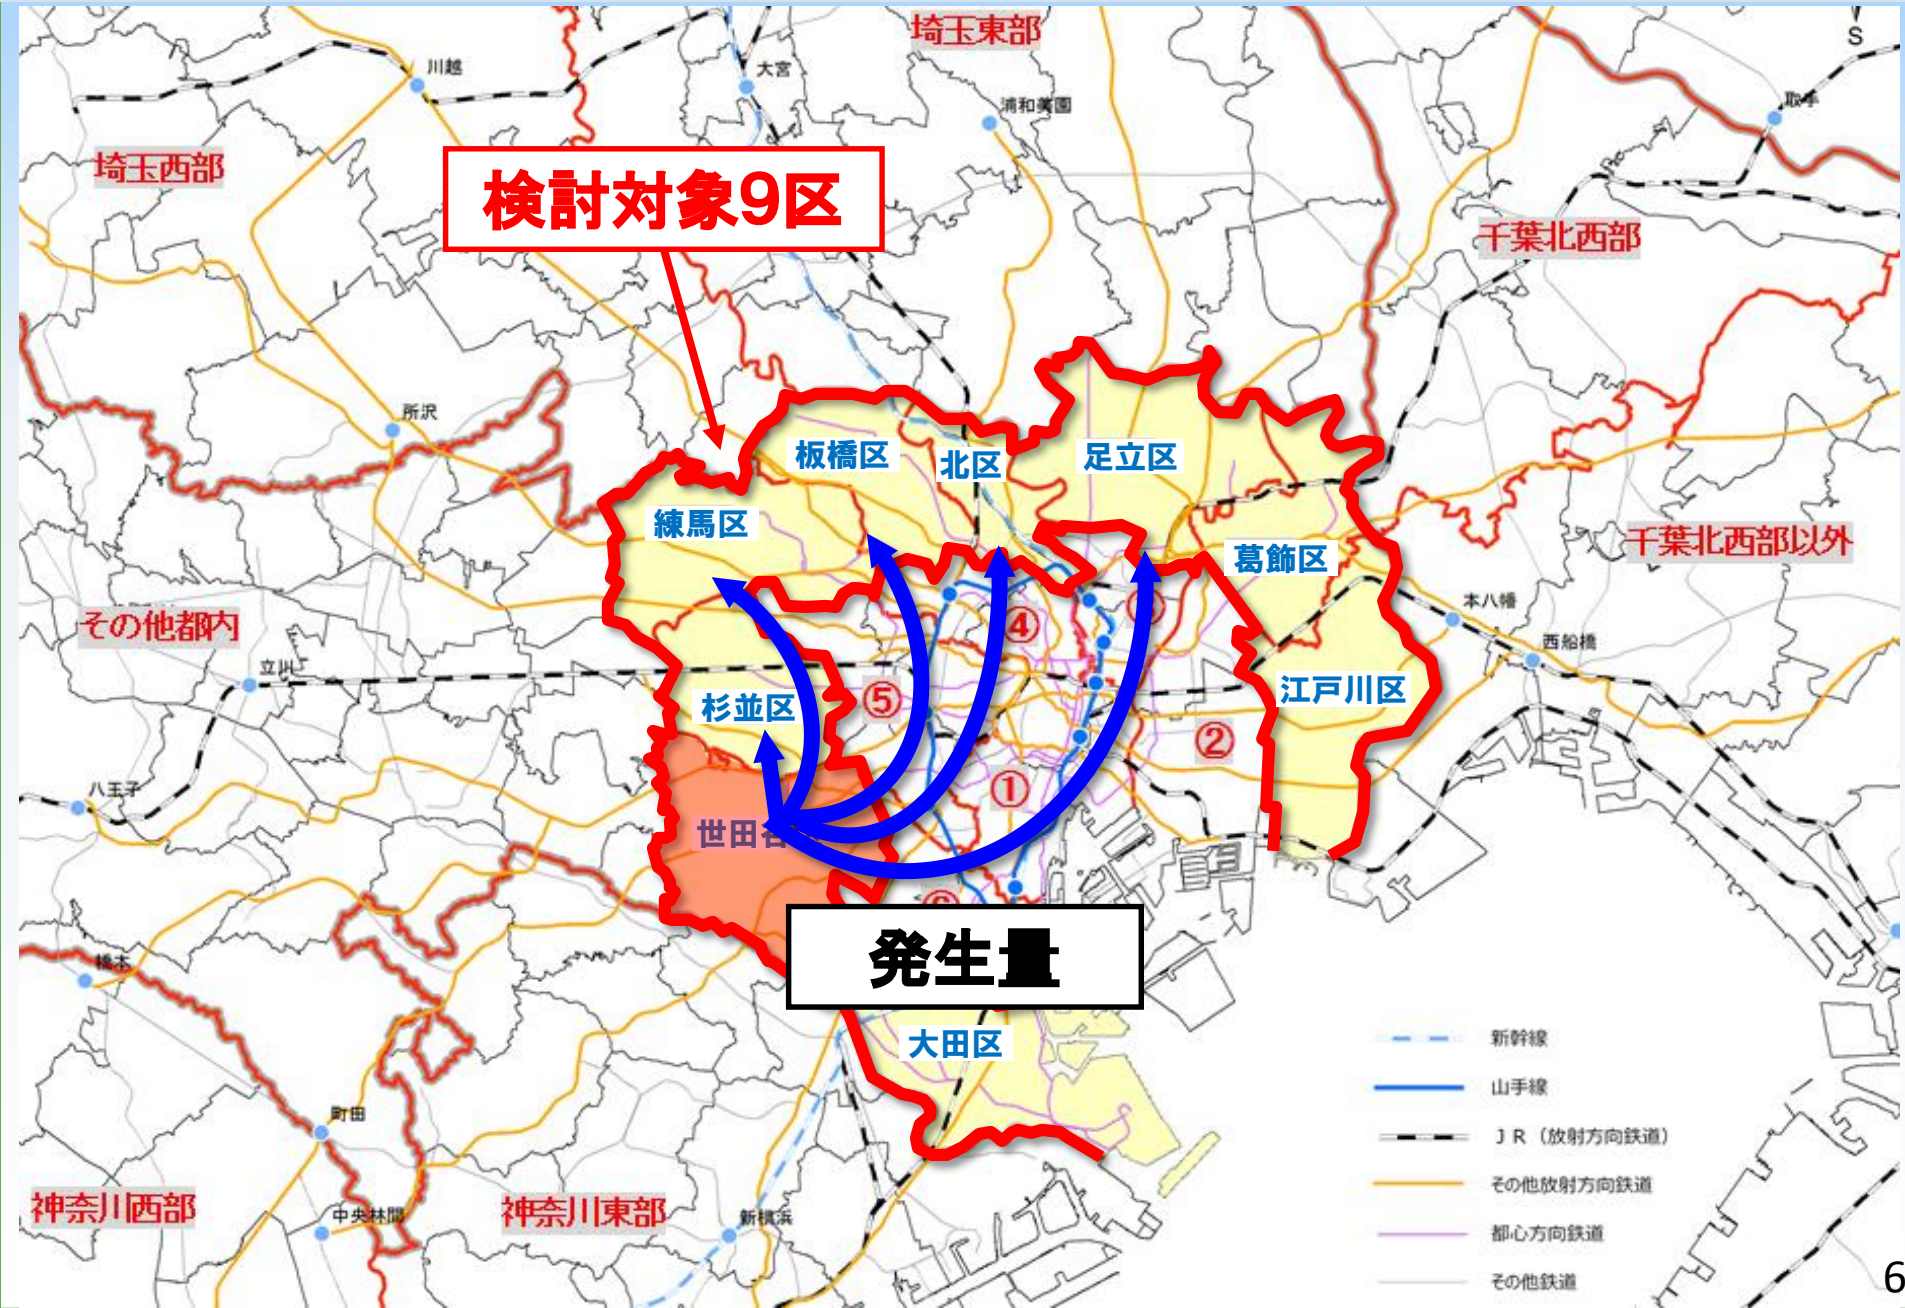 埼玉東部
S
川越
大宮
浦和美園
取手
埼玉西部
検討対象9区
千葉北西部
所沢
板橋区
北区
足立区
練馬区
葛飾区
千葉北西部以外
その他都内
④
本八幡
西船橋
立川
⑤
杉並区
江戸川区
②
八王子
①
世田谷
発生量
橋本
大田区
新幹線
山手線
町田
JR（放射方向鉄道）
その他放射方向鉄道
神奈川西部
神奈川東部
中央林間
新横浜
都心方向鉄道
その他鉄道
6